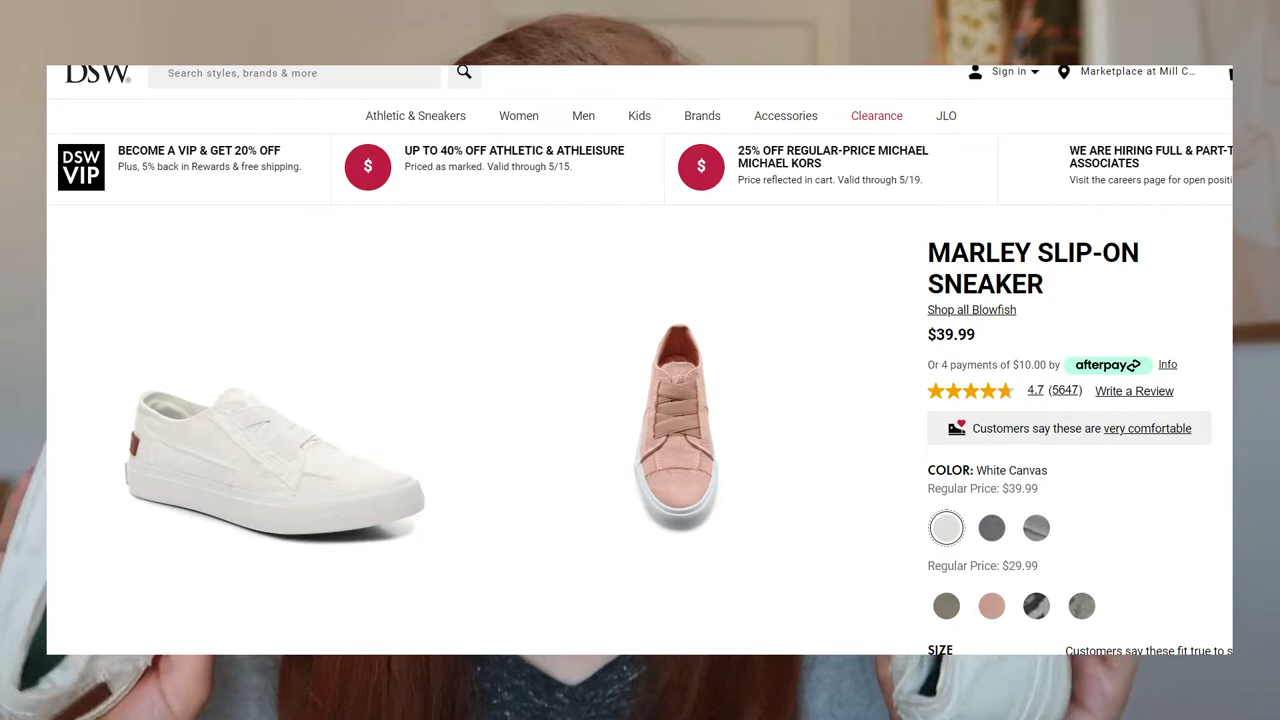 DSW®
Search styles, brands & more
Sign in
Marketplace at Mill C...
Athletic & Sneakers Women Men Kids Brands Accessories Clearance JLO
DSW
VIP
BECOME A VIP & GET 20% OFF
Plus, 5% back in Rewards & free shipping.
$
UP TO 40% OFF ATHLETIC & ATHLEISURE
Priced as marked. Valid through 5/15.
$
25% OFF REGULAR-PRICE MICHAEL
MICHAEL KORS
Price reflected in cart. Valid through 5/19.
WE ARE HIRING FULL & PART-T
ASSOCIATES
Visit the careers page for open positi
MARLEY SLIP-ON
SNEAKER
Shop all Blowfish
$39.99
Or 4 payments of $10.00 by afterpay Info
4.7 (5647) Write a Review
Customers say these are very comfortable
COLOR: White Canvas
Regular Price: $39.99
Regular Price: $29.99
SIZE
Customers say these fit true to s